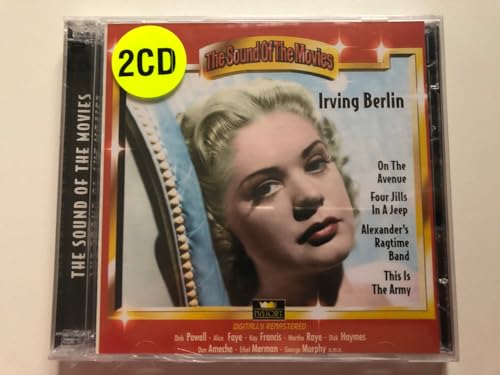 2CD
The Sound Of The Movies
Irving Berlin
On The
Avenue
Four Jills
In A Jeep
Alexander's
Ragtime
Band
This Is
The Army
HISTORY
DIGITALLY REMASTERED
Dick Powell - Alice Faye - Kay Francis - Martha Raye - Dick Haymes
Don Ameche - Ethel Merman - George Murphy a.m.o.
THE SOUND OF THE MOVIES